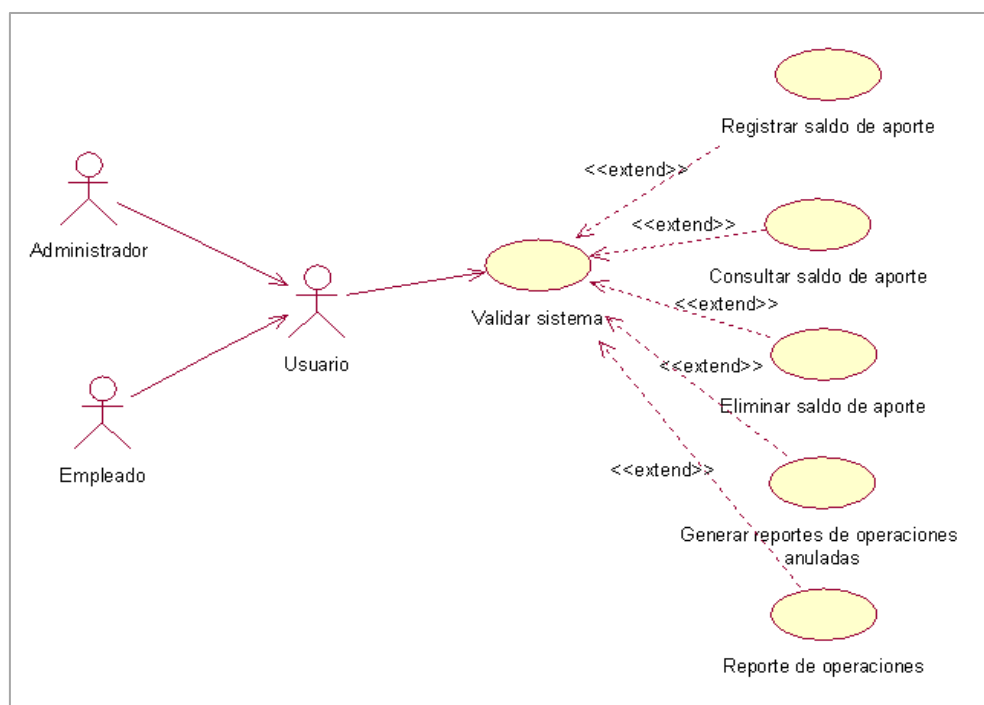 Registrar saldo de aporte
<<extend>>
Administrador
<<extend>>
Consultar saldo de aporte
<<extend>>
Validar sistema
Usuario
<<extend>>
Eliminar saldo de aporte
Empleado
<<extend>>
Generar reportes de operaciones
anuladas
Reporte de operaciones